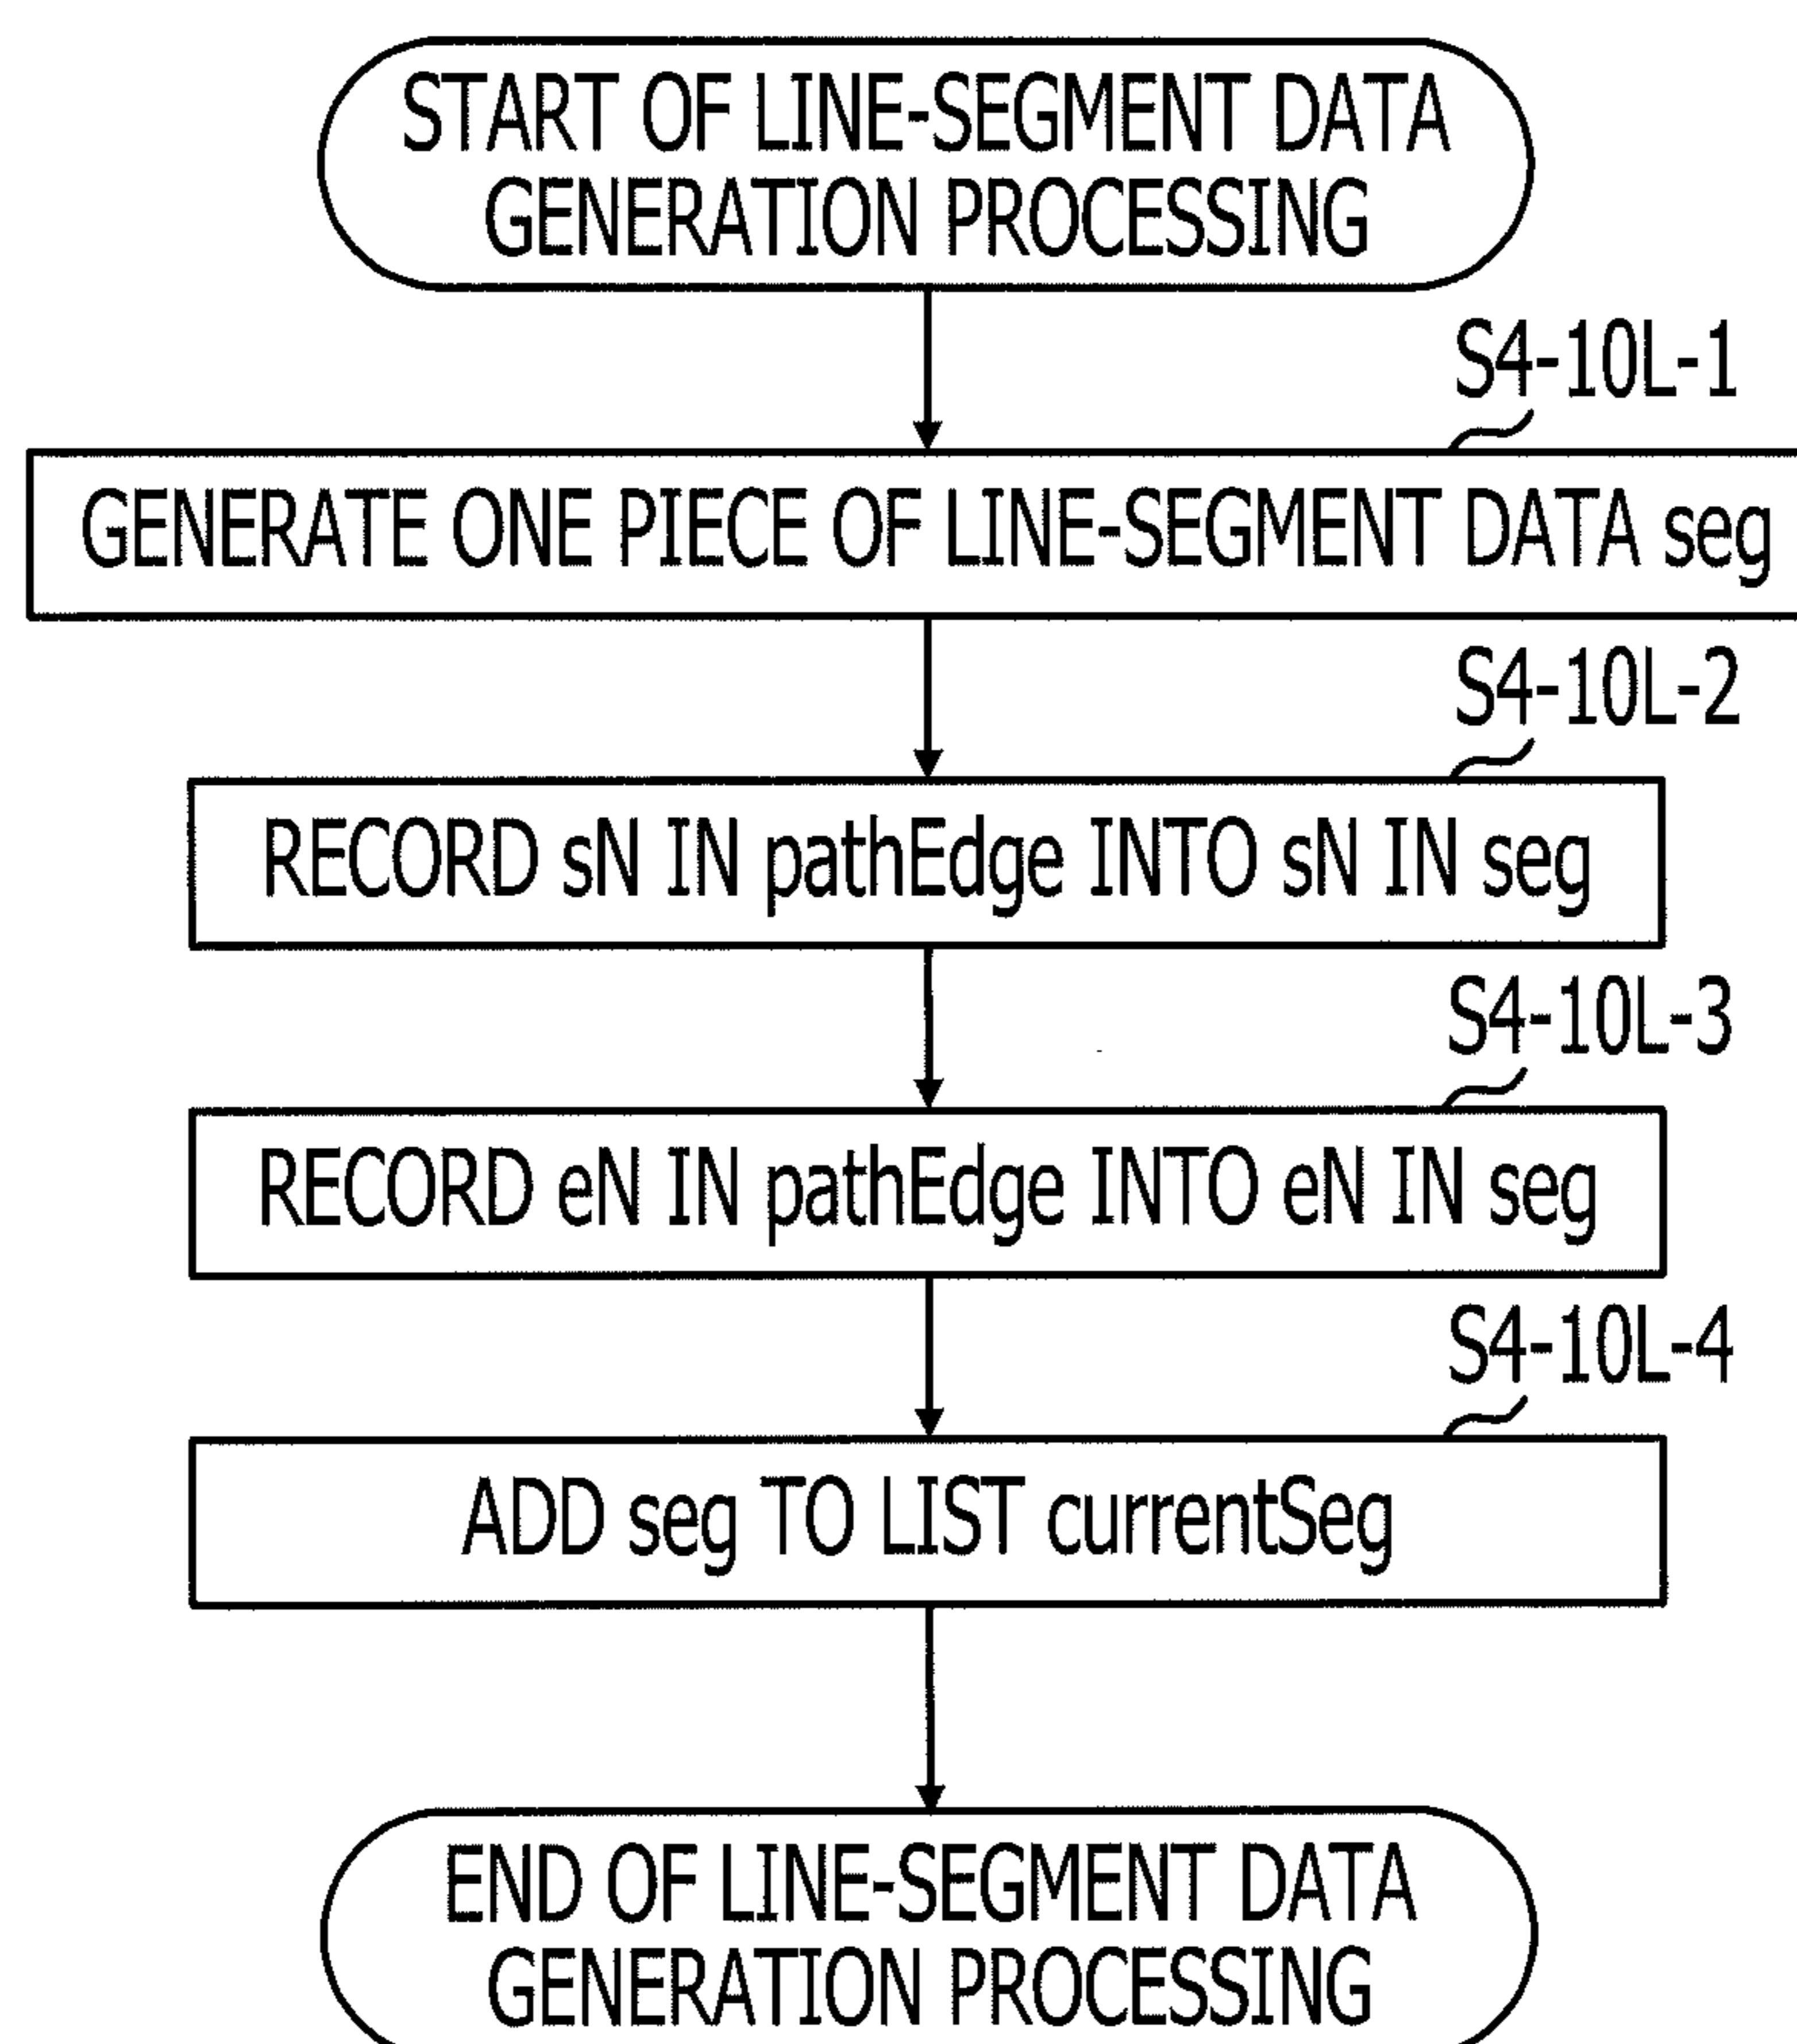 START OF LINE-SEGMENT DATA
GENERATION PROCESSING
S4-10L-1
GENERATE ONE PIECE OF LINE-SEGMENT DATA seg
S4-10L-2
RECORD sN IN pathEdge INTO sN IN seg
S4-10L-3
RECORD eN IN pathEdge INTO eN IN seg
S4-10L-4
ADD seg TO LIST currentSeg
END OF LINE-SEGMENT DATA
GENERATION PROCESSING